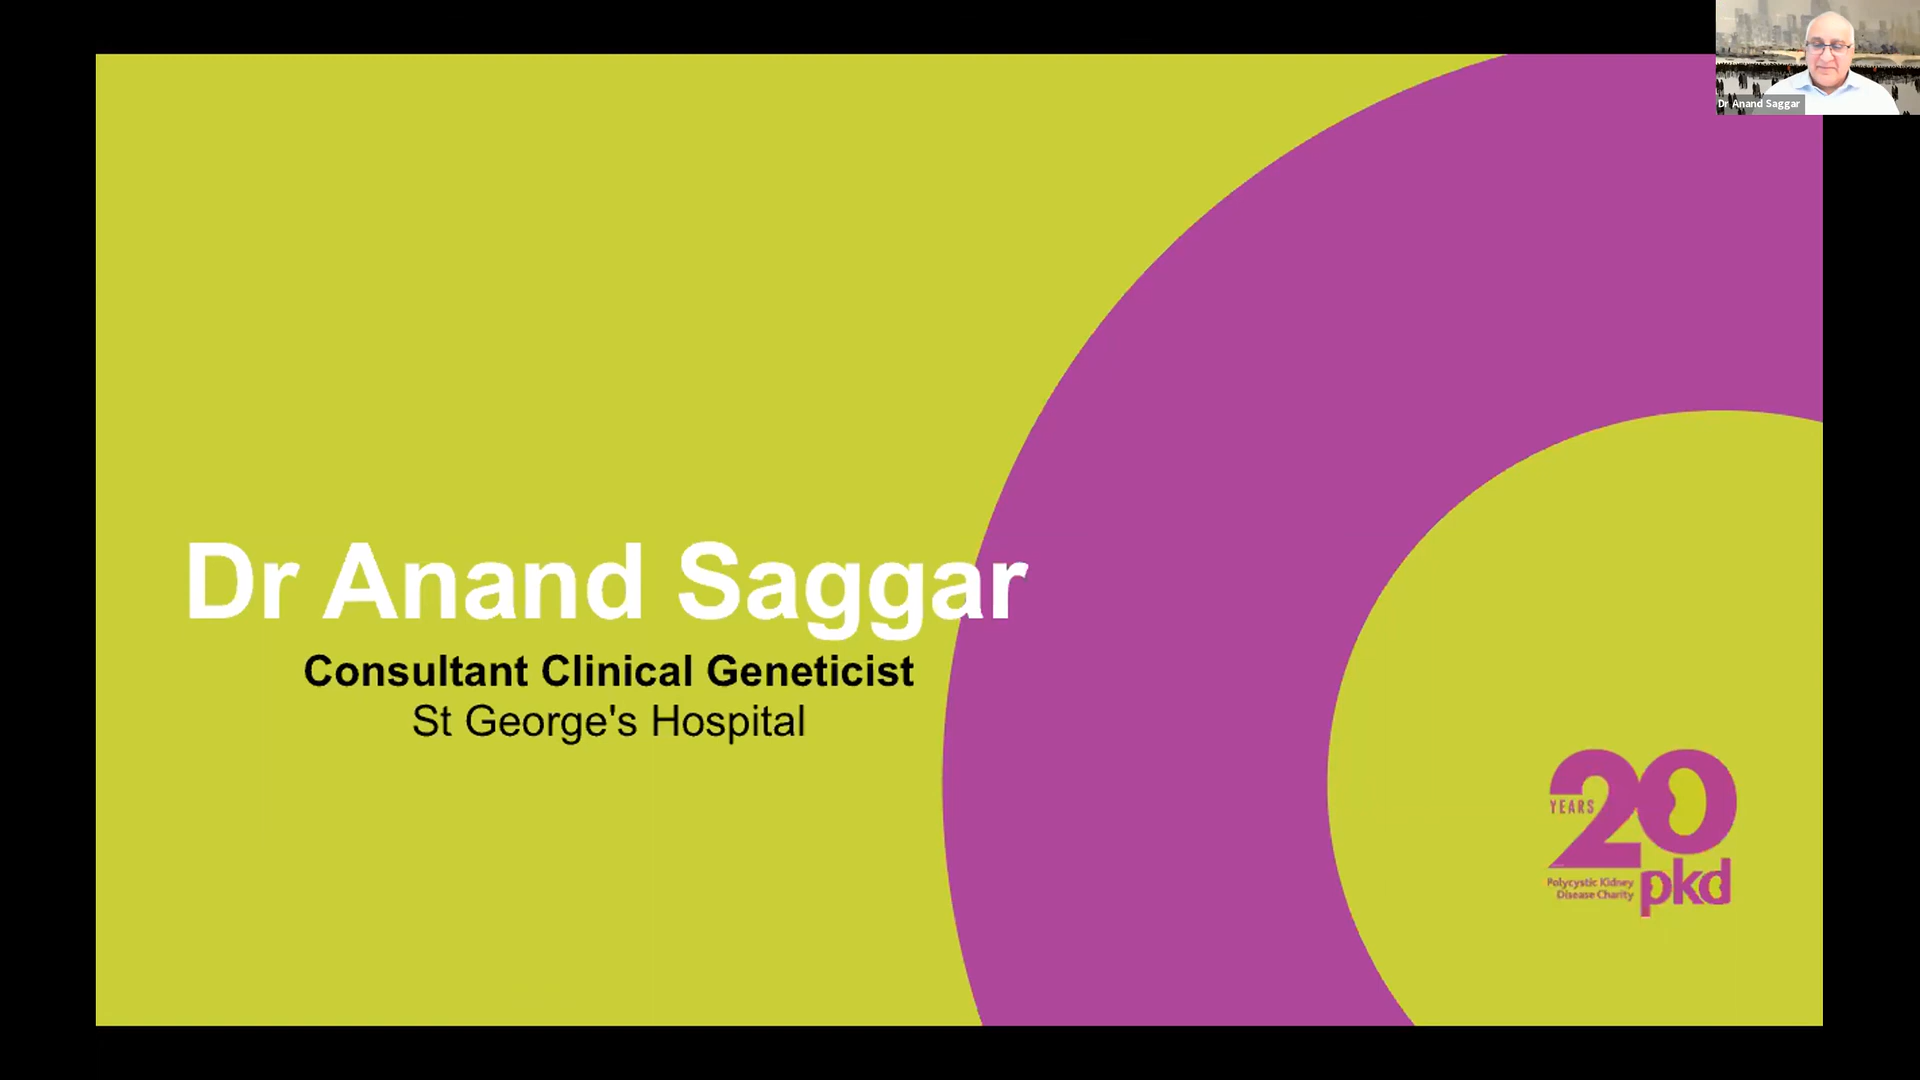 Dr Anand Saggar
Dr Anand Saggar
Consultant Clinical Geneticist
St George's Hospital
20
YEARS
Polycystic Kidney
Disease Charity
pkd